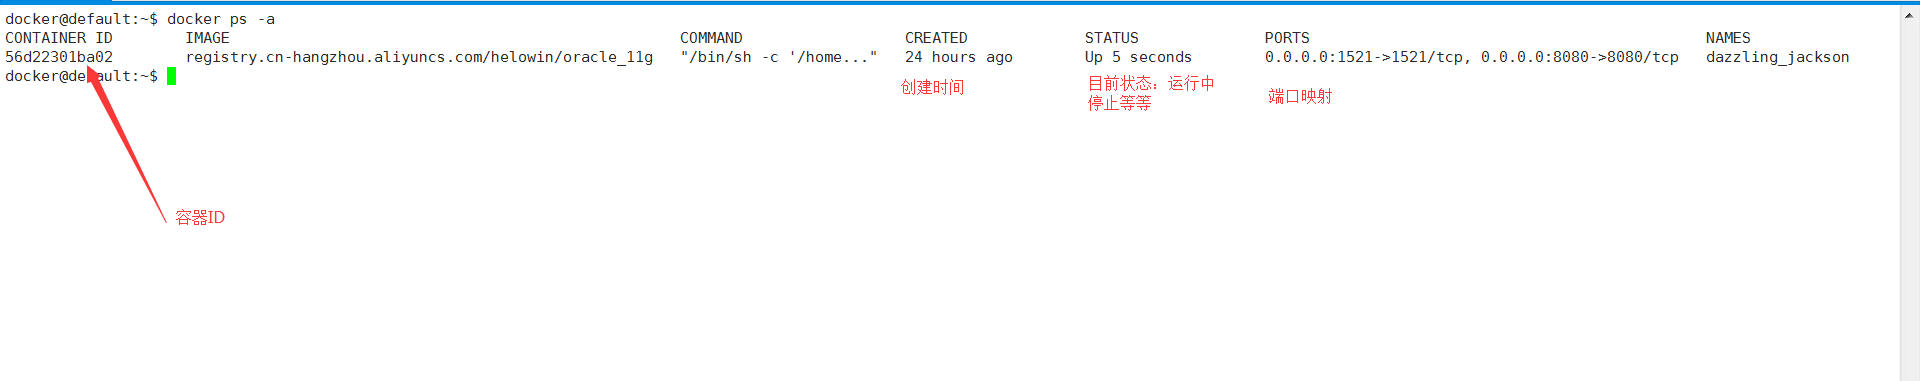 docker@default:~$ docker ps -a
CONTAINER ID IMAGE COMMAND CREATED STATUS PORTS NAMES
56d22301ba02 registry.cn-hangzhou.aliyuncs.com/helowin/oracle_11g "/bin/sh -c '/home..." 24 hours ago Up 5 seconds 0.0.0.0:1521->1521/tcp, 0.0.0.0:8080->8080/tcp dazzling_jackson
docker@default:~$
创建时间
目前状态：运行中
停止等等
端口映射
容器ID